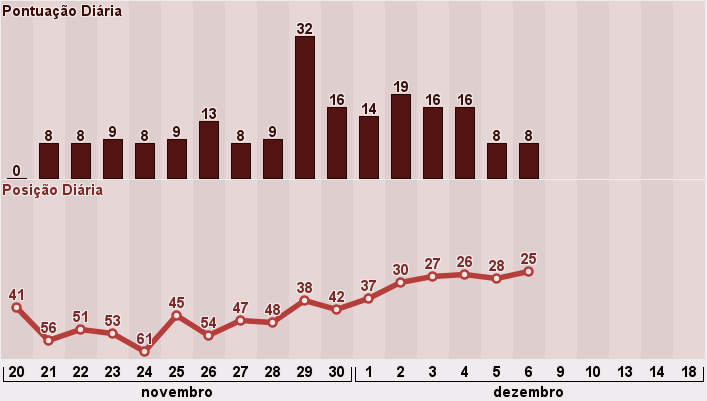 Pontuação Diária
0 8 8 9 8 9 13 8 9 32 16 14 19 16 16 8 8
Posição Diária
41 56 51 53 61 45 54 47 48 38 42 37 30 27 26 28 25
20 21 22 23 24 25 26 27 28 29 30 1 2 3 4 5 6 9 10 13 14 18
novembro dezembro